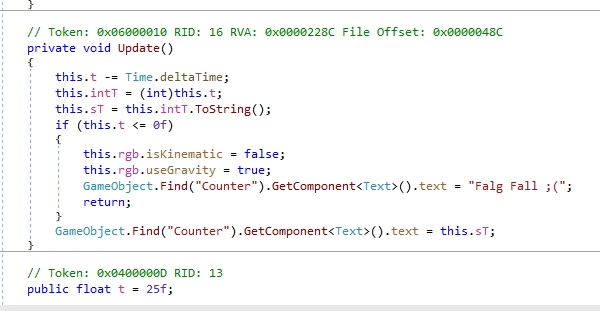 }
// Token: 0x06000010 RID: 16 RVA: 0x0000228C File Offset: 0x0000048C
private void Update()
{
this.t -= Time.deltaTime;
this.intT = (int)this.t;
this.sT = this.intT.ToString();
if (this.t <= 0f)
{
this.rgb.isKinematic = false;
this.rgb.useGravity = true;
GameObject.Find("Counter").GetComponent<Text>().text = "Falg Fall ;(";
return;
}
GameObject.Find("Counter").GetComponent<Text>().text = this.sT;
}
// Token: 0x0400000D RID: 13
public float t = 25f;